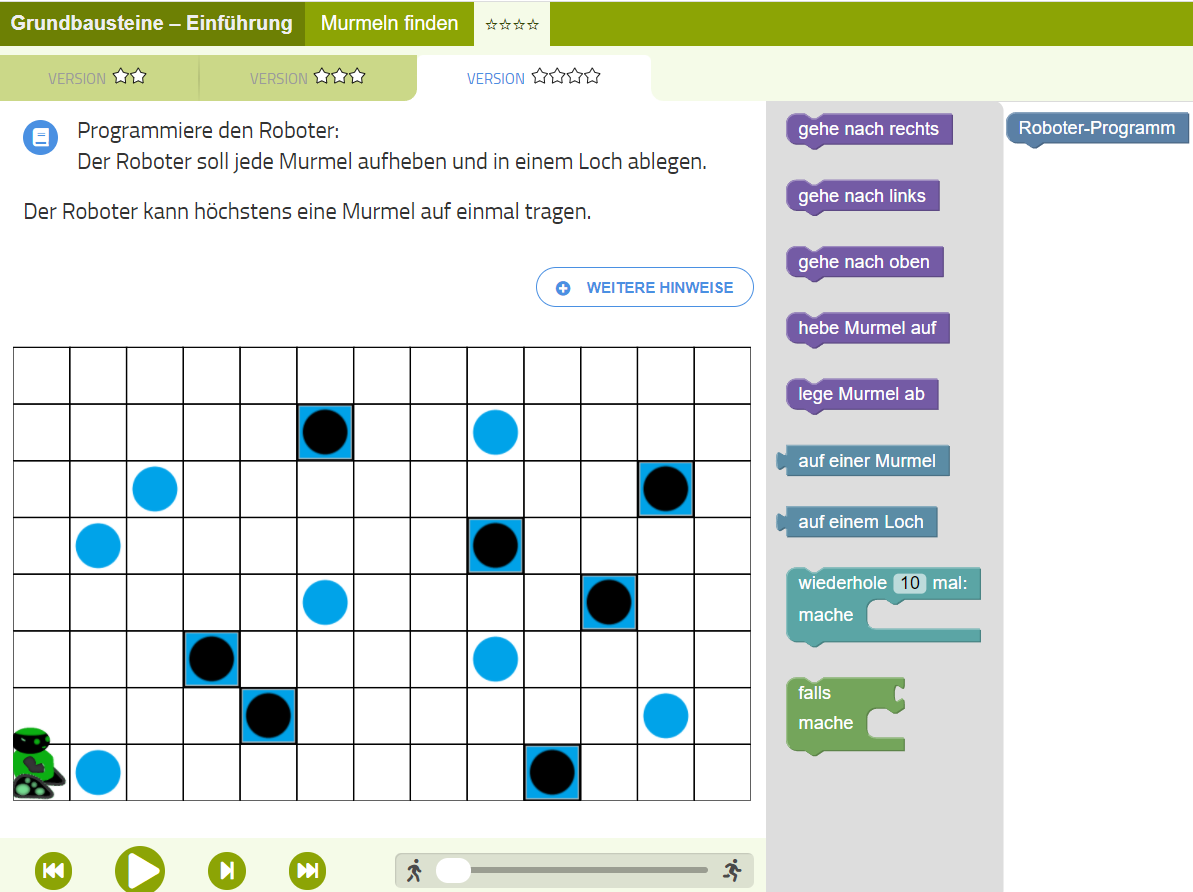 Grundbausteine – Einführung
Murmeln finden
☆☆☆☆
VERSION ☆☆
VERSION ☆☆☆
VERSION ☆☆☆☆
Programmiere den Roboter:
Der Roboter soll jede Murmel aufheben und in einem Loch ablegen.
Der Roboter kann höchstens eine Murmel auf einmal tragen.
WEITERE HINWEISE
gehe nach rechts
gehe nach links
gehe nach oben
hebe Murmel auf
lege Murmel ab
auf einer Murmel
auf einem Loch
wiederhole 10 mal:
mache
falls
mache
Roboter-Programm